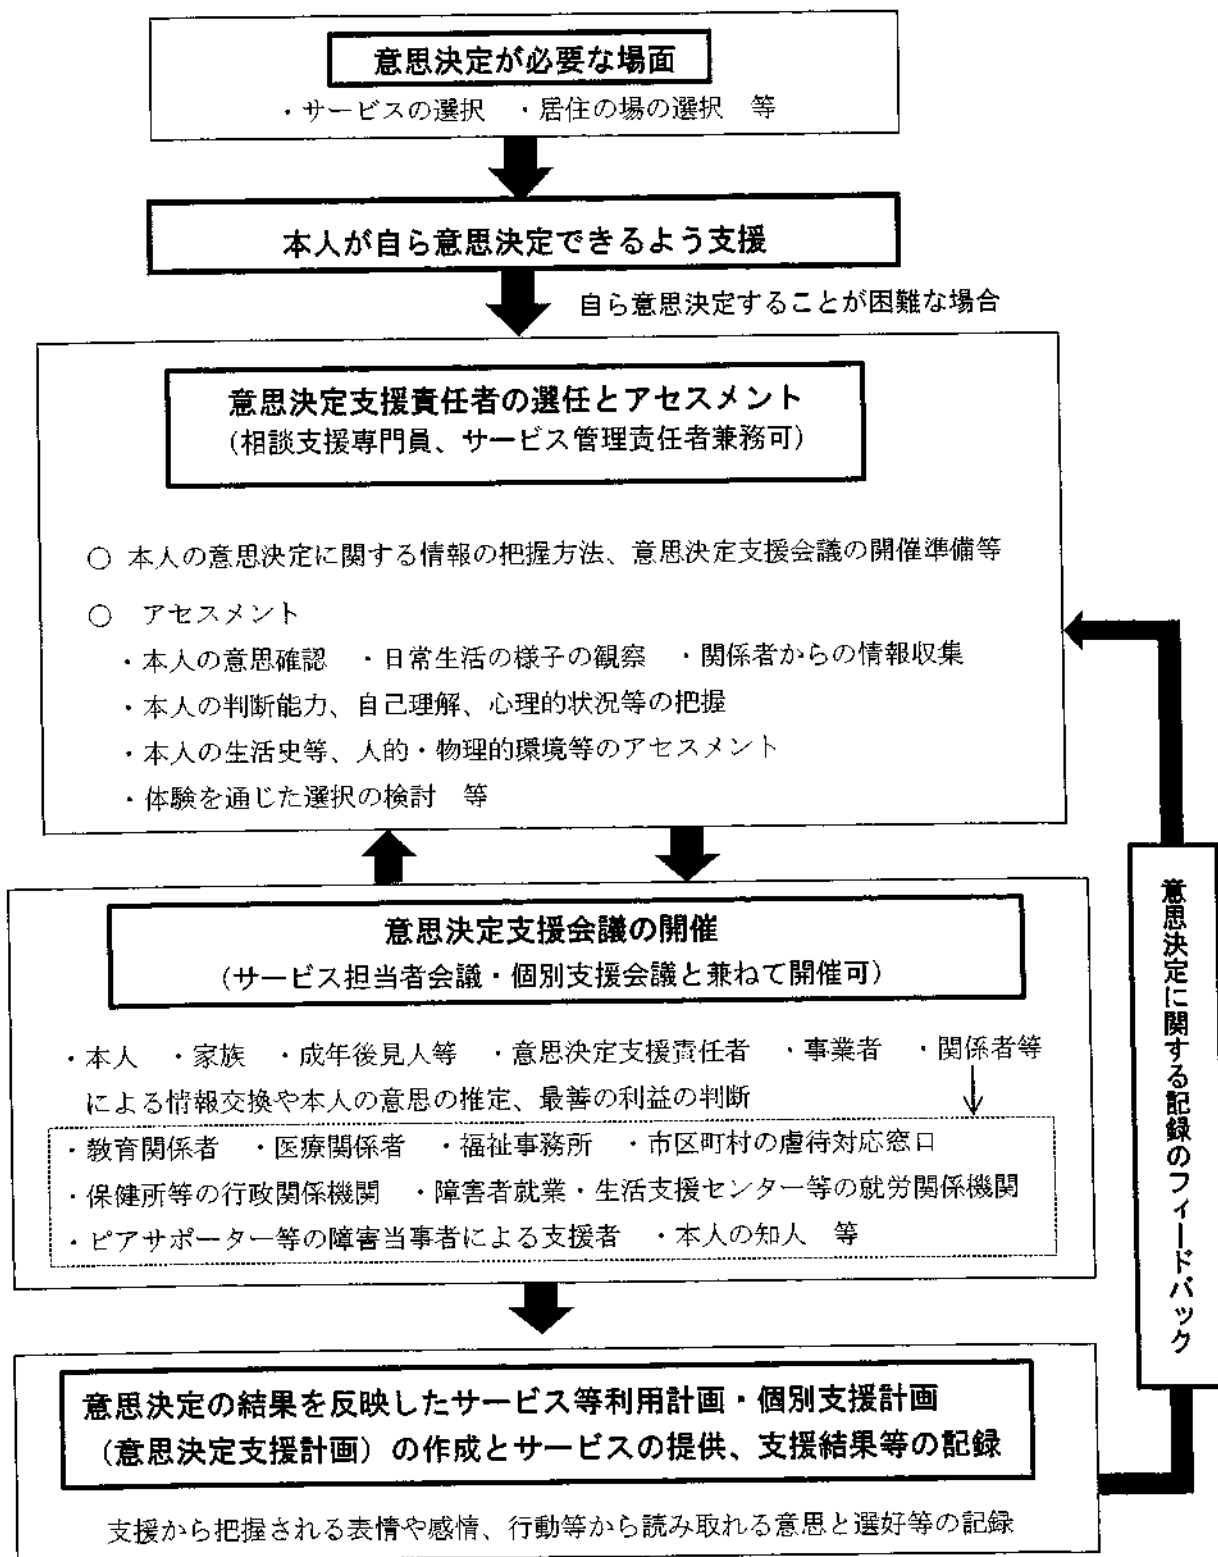 意思決定が必要な場面
・サービスの選択　・居住の場の選択　等
本人が自ら意思決定できるよう支援
自ら意思決定することが困難な場合
意思決定支援責任者の選任とアセスメント
（相談支援専門員、サービス管理責任者兼務可）
○ 本人の意思決定に関する情報の把握方法、意思決定支援会議の開催準備等
○　アセスメント
・本人の意思確認　・日常生活の様子の観察　・関係者からの情報収集
・本人の判断能力、自己理解、心理的状況等の把握
・本人の生活史等、人的・物理的環境等のアセスメント
・体験を通じた選択の検討　等
意思決定支援会議の開催
（サービス担当者会議・個別支援会議と兼ねて開催可）
・本人　・家族　・成年後見人等　・意思決定支援責任者　・事業者　・関係者等
による情報交換や本人の意思の推定、最善の利益の判断
・教育関係者　・医療関係者　・福祉事務所　・市区町村の虐待対応窓口
・保健所等の行政関係機関　・障害者就業・生活支援センター等の就労関係機関
・ピアサポーター等の障害当事者による支援者　・本人の知人　等
意思決定の結果を反映したサービス等利用計画・個別支援計画
（意思決定支援計画）の作成とサービスの提供、支援結果等の記録
支援から把握される表情や感情、行動等から読み取れる意思と選好等の記録
意思決定に関する記録のフィードバック